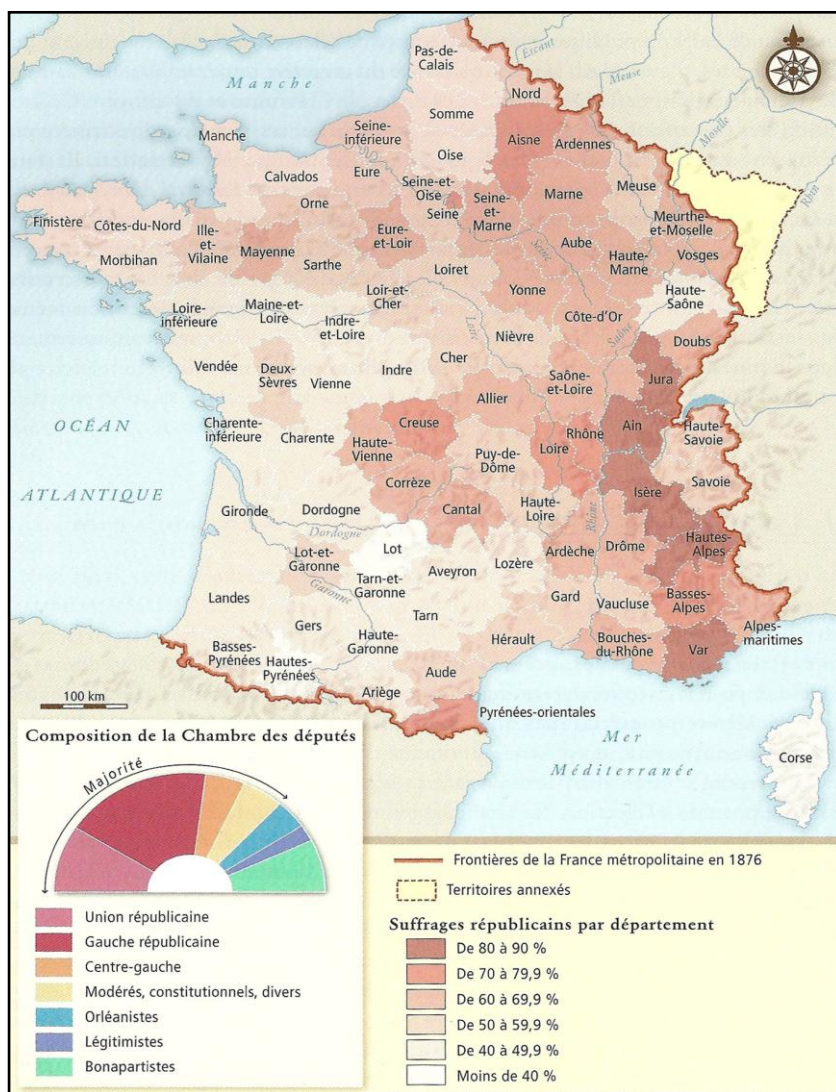 Escaut
Meuse
Moselle
Rhin
Manche
Pas-de-
Calais
Nord
Somme
Aisne
Ardennes
Seine-
inférieure
Oise
Manche
Calvados
Eure
Seine-et-
Oise
Seine
Seine-
et-
Marne
Marne
Meuse
Meurthe-
et-Moselle
Finistère
Côtes-du-Nord
Morbihan
Ille-
et-
Vilaine
Orne
Mayenne
Sarthe
Eure-
et-Loir
Seine
Aube
Haute-
Marne
Vosges
Loiret
Yonne
Haute-
Saône
Loire-
inférieure
Maine-et-
Loire
Loir-et-
Cher
Indre-
et-Loire
Loire
Nièvre
Côte-d'Or
Saône
Doubs
Vendée
Deux-
Sèvres
Vienne
Indre
Cher
Saône-
et-Loire
Jura
Allier
Ain
Haute-
Savoie
OCÉAN
ATLANTIQUE
Charente-
inférieure
Charente
Haute-
Vienne
Creuse
Puy-de-
Dôme
Loire
Rhône
Savoie
Isère
Corrèze
Gironde
Dordogne
Dordogne
Cantal
Haute-
Loire
Rhône
Ardèche
Drôme
Hautes-
Alpes
Lot
Lot-et-
Garonne
Garonne
Tarn-et-
Garonne
Aveyron
Lozère
Gard
Vaucluse
Basses-
Alpes
Alpes-
maritimes
Landes
Gers
Tarn
Hérault
Bouches-
du-Rhône
Var
Basses-
Pyrénées
Hautes-
Pyrénées
Haute-
Garonne
Ariège
Aude
Pyrénées-orientales
100 km
Mer
Méditerranée
Corse
Composition de la Chambre des députés
Majorité
Union républicaine
Gauche républicaine
Centre-gauche
Modérés, constitutionnels, divers
Orléanistes
Légitimistes
Bonapartistes
Frontières de la France métropolitaine en 1876
Territoires annexés
Suffrages républicains par département
De 80 à 90 %
De 70 à 79,9 %
De 60 à 69,9 %
De 50 à 59,9 %
De 40 à 49,9 %
Moins de 40 %